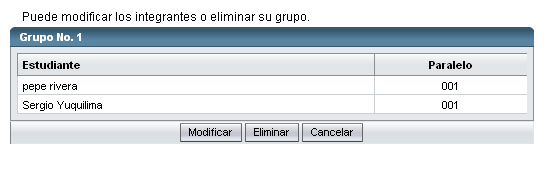 Puede modificar los integrantes o eliminar su grupo.
Grupo No. 1
Estudiante Paralelo
pepe rivera 001
Sergio Yuquilima 001
Modificar Eliminar Cancelar